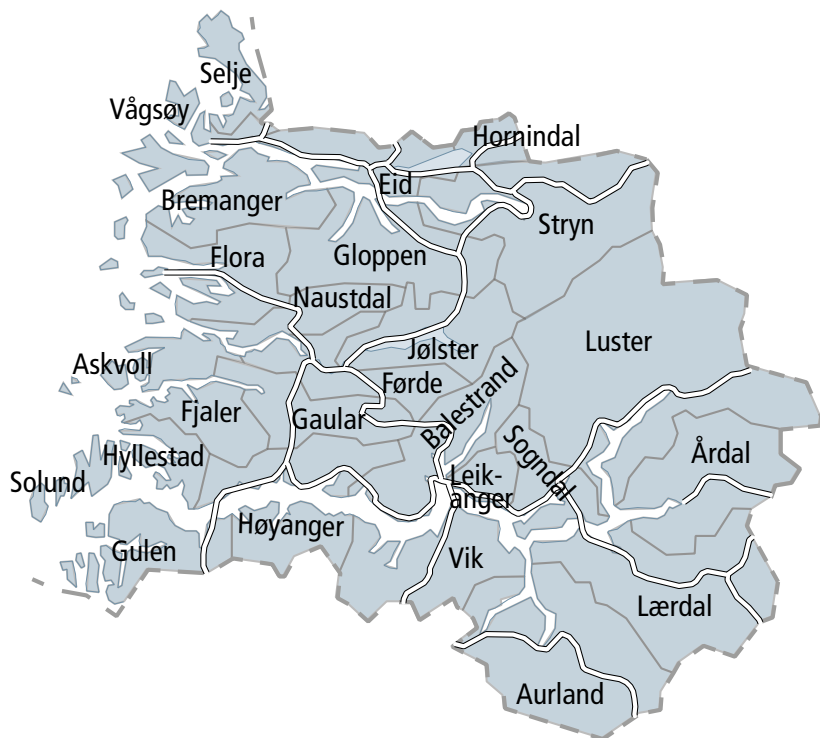 Selje
Vågsøy
Hornindal
Eid
Bremanger
Stryn
Flora
Gloppen
Naustdal
Jølster
Luster
Askvoll
Førde
Balestrand
Fjaler
Gaular
Sogndal
Hyllestad
Årdal
Solund
Leik-
anger
Høyanger
Gulen
Vik
Lærdal
Aurland